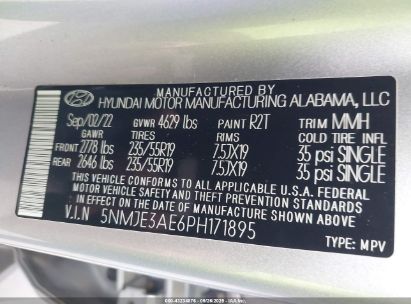 MANUFACTURED BY
HYUNDAI MOTOR MANUFACTURING ALABAMA, LLC
Sep/02/22 GVWR 4629 lbs PAINT R2T TRIM MMH
GAWR TIRES RIMS COLD TIRE INFL
FRONT 2778 lbs 235/55R19 7.5JX19 35 psi SINGLE
REAR 2646 lbs 235/55R19 7.5JX19 35 psi SINGLE
THIS VEHICLE CONFORMS TO ALL APPLICABLE U.S.A. FEDERAL
MOTOR VEHICLE SAFETY AND THEFT PREVENTION STANDARDS
IN EFFECT ON THE DATE OF MANUFACTURE SHOWN ABOVE.
V.I.N 5NMJE3AE6PH171895
TYPE: MPV